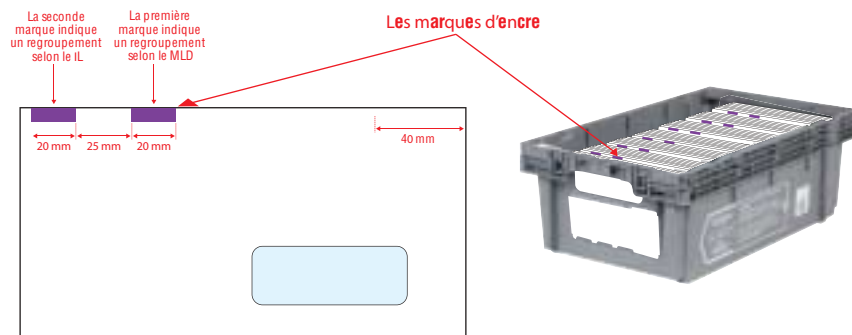 La seconde
marque indique
un regroupement
selon le IL
La première
marque indique
un regroupement
selon le MLD
Les marques d'encre
20 mm
25 mm
20 mm
40 mm